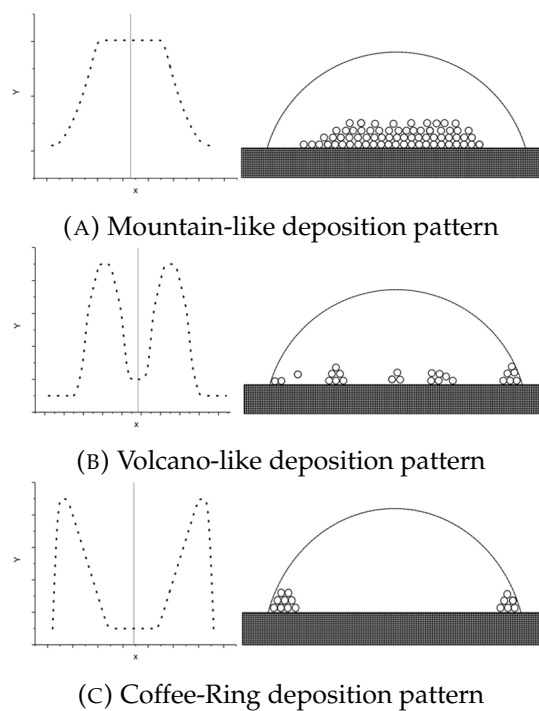 Y
x
(A) Mountain-like deposition pattern
Y
x
(B) Volcano-like deposition pattern
Y
x
(C) Coffee-Ring deposition pattern